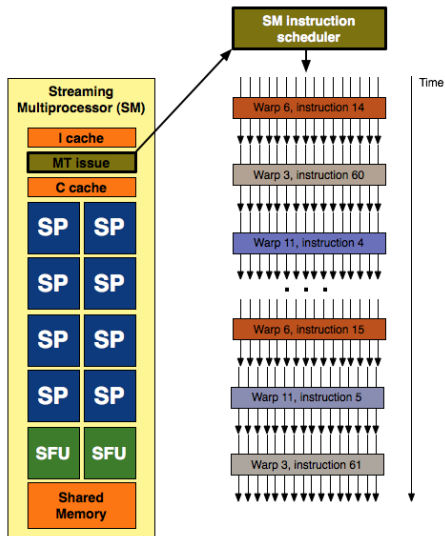 SM instruction
scheduler
Time
Streaming
Multiprocessor (SM)
I cache
MT issue
C cache
SP SP
SP SP
SP SP
SP SP
SFU SFU
Shared
Memory
Warp 6, instruction 14
Warp 3, instruction 60
Warp 11, instruction 4
. . .
Warp 6, instruction 15
Warp 11, instruction 5
Warp 3, instruction 61